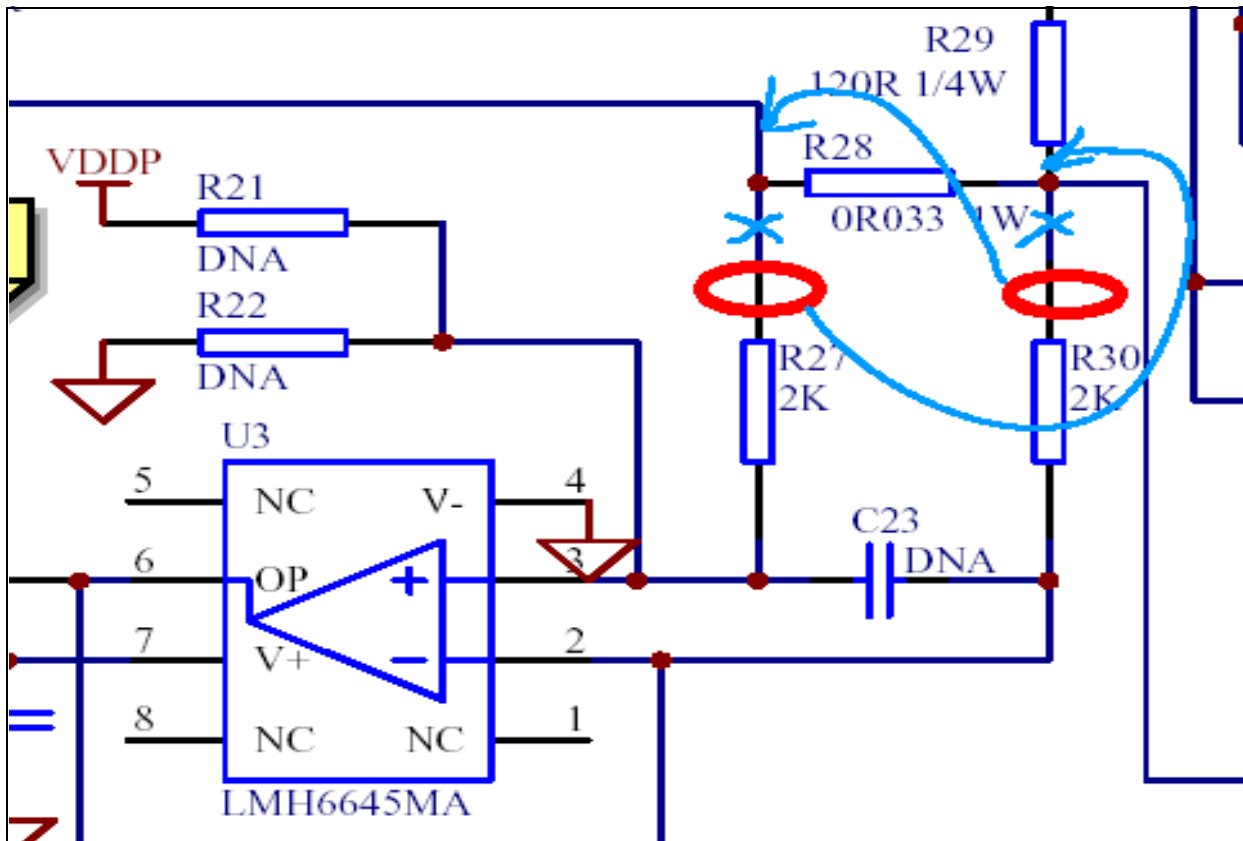 R29
120R 1/4W
VDDP
R21
DNA
R28
0R033 1W
R22
DNA
R27
2K
R30
2K
U3
5
NC
V-
4
C23
DNA
6
OP
+
3
7
V+
−
2
8
NC
NC
1
LMH6645MA